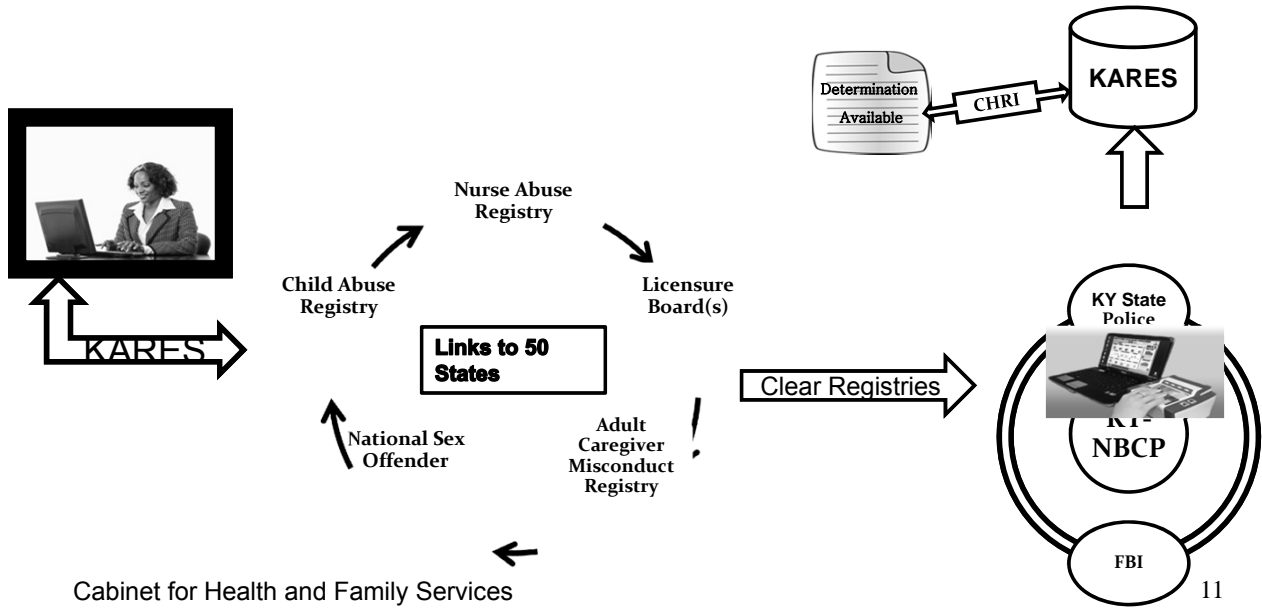 Determination
Available
CHRI
KARES
Nurse Abuse
Registry
Child Abuse
Registry
Licensure
Board(s)
KARES
Links to 50
States
Clear Registries
KY State
Police
KY-
NBCP
National Sex
Offender
Adult
Caregiver
Misconduct
Registry
FBI
Cabinet for Health and Family Services
11